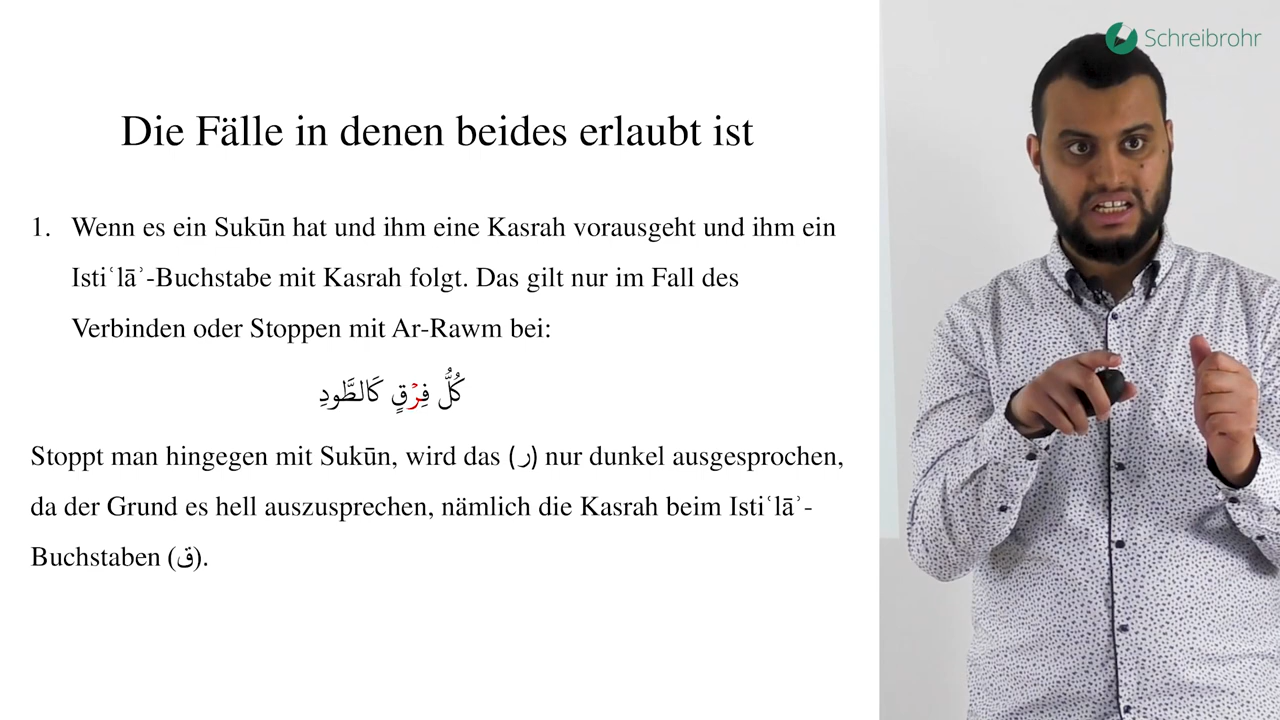 Schreibrohr
Die Fälle in denen beides erlaubt ist
1. Wenn es ein Sukūn hat und ihm eine Kasrah vorausgeht und ihm ein
Istiʿlāʾ-Buchstabe mit Kasrah folgt. Das gilt nur im Fall des
Verbinden oder Stoppen mit Ar-Rawm bei:
كُلُّ فِرْقٍ كَالطَّودِ
Stoppt man hingegen mit Sukūn, wird das (ر) nur dunkel ausgesprochen,
da der Grund es hell auszusprechen, nämlich die Kasrah beim Istiʿlāʾ-
Buchstaben (ق).